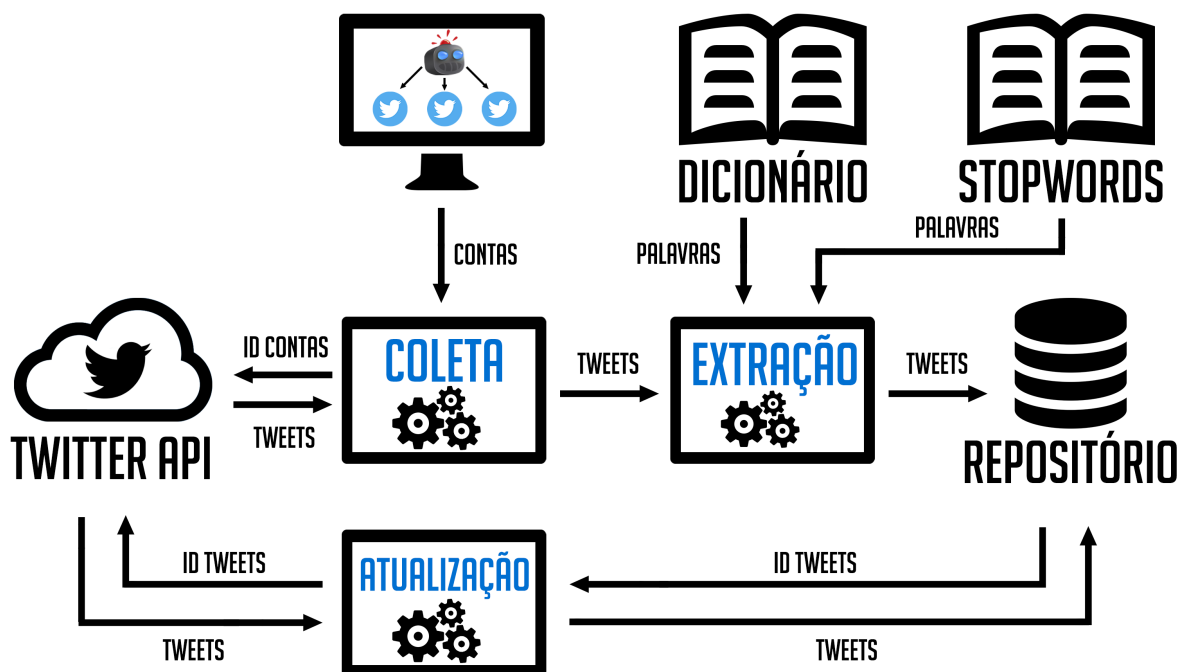 DICIONÁRIO
STOPWORDS
CONTAS
PALAVRAS
PALAVRAS
ID CONTAS
TWEETS
TWITTER API
COLETA
TWEETS
EXTRAÇÃO
TWEETS
REPOSITÓRIO
ID TWEETS
TWEETS
ATUALIZAÇÃO
ID TWEETS
TWEETS